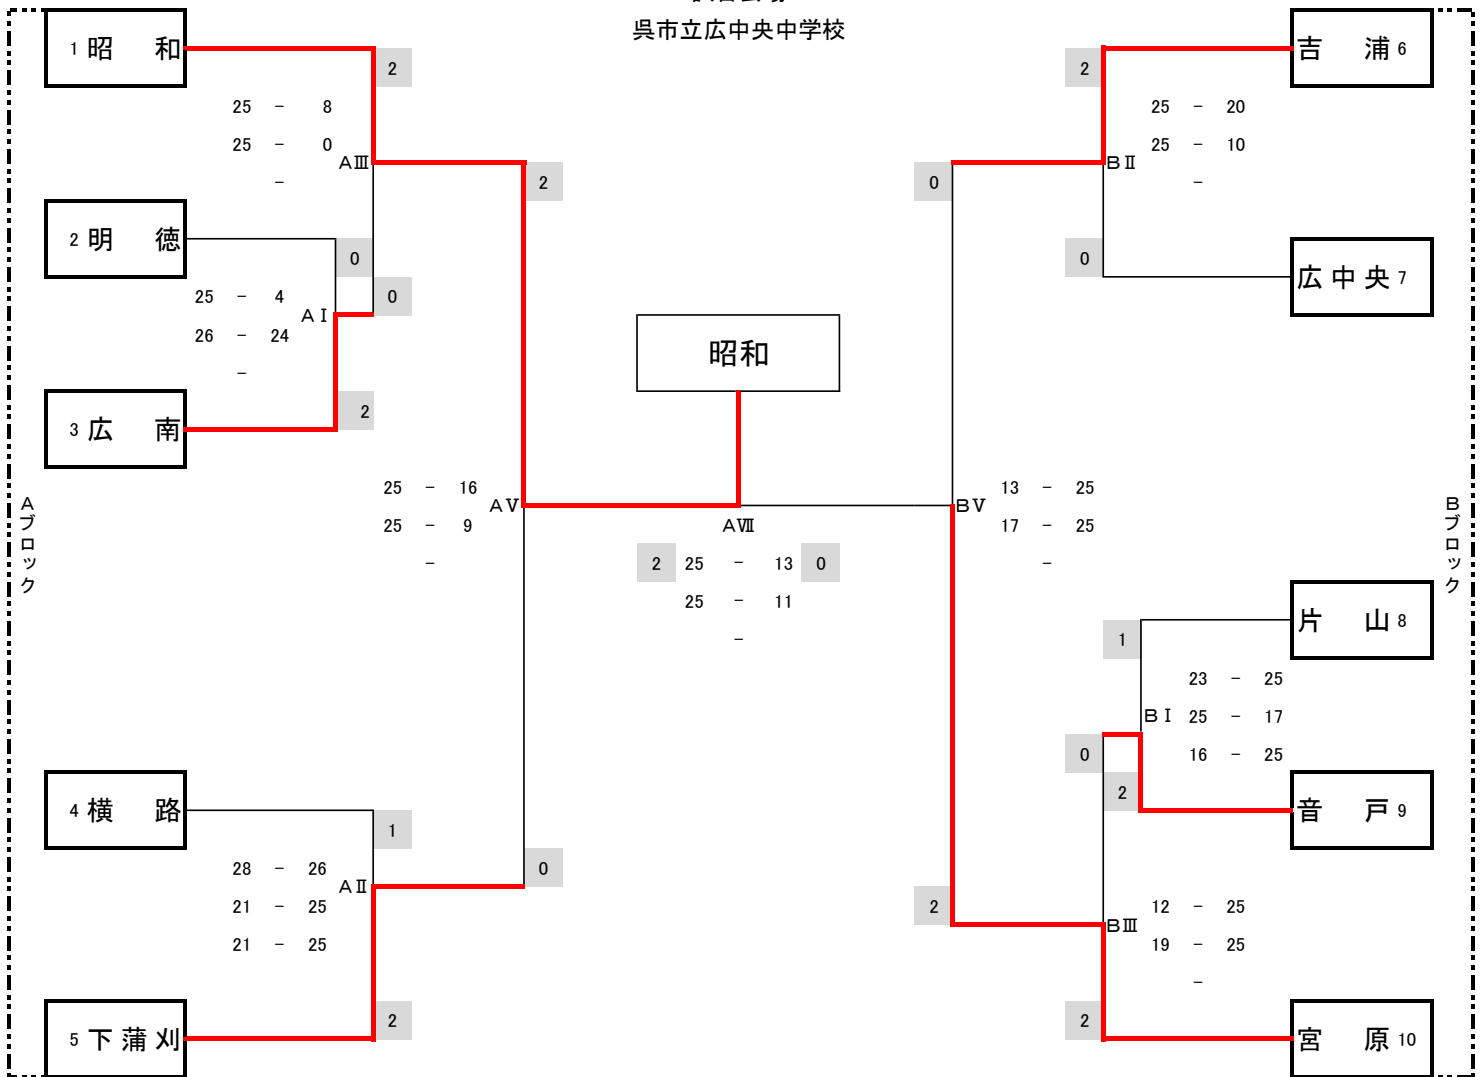 呉市立広中央中学校
1 昭 和
2
25 - 8
25 - 0
-
AⅢ
2
2 明 徳
0
0
25 - 4
26 - 24
-
AⅠ
3 広 南
2
Aブロック
25 - 16
25 - 9
-
AⅤ
4 横 路
1
28 - 26
21 - 25
21 - 25
AⅡ
0
5 下蒲刈
2
昭和
AⅦ
2 25 - 13 0
25 - 11
-
吉 浦 6
2
25 - 20
25 - 10
-
BⅡ
0
0
広中央 7
BⅤ
13 - 25
17 - 25
-
Bブロック
片 山 8
1
23 - 25
25 - 17
16 - 25
BⅠ
0
2
音 戸 9
2
BⅢ
12 - 25
19 - 25
-
2
宮 原 10